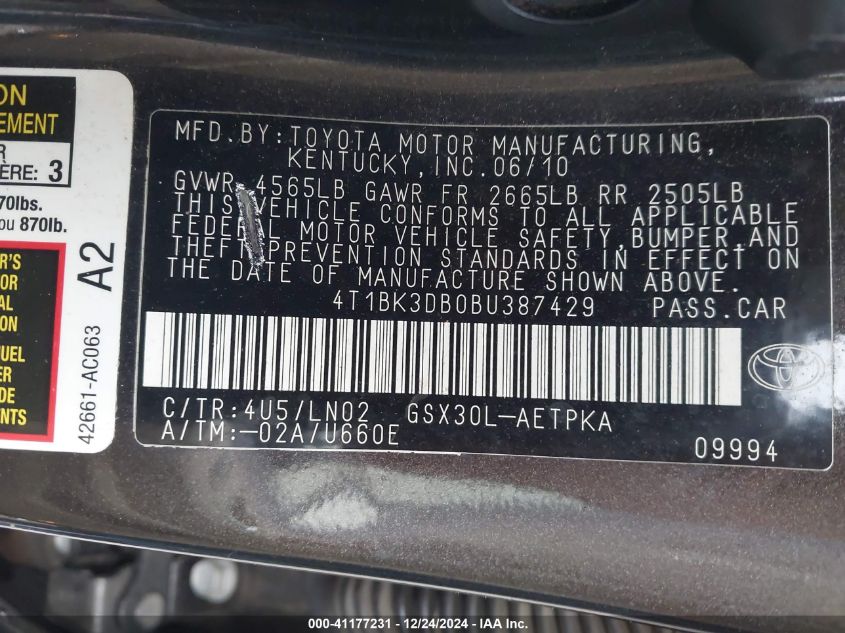 ON
EMENT
R
ERE: 3
70lbs.
ou 870lb.
R'S
AL
ON
UEL
ER
DE
S.
A2
42661-AC063
MFD.BY:TOYOTA MOTOR MANUFACTURING,
KENTUCKY,INC.06/10
GVWR 4565LB GAWR FR 2665LB RR 2505LB
THIS VEHICLE CONFORMS TO ALL APPLICABLE
FEDERAL MOTOR VEHICLE SAFETY,BUMPER,AND
THEFT PREVENTION STANDARDS IN EFFECT ON
THE DATE OF MANUFACTURE SHOWN ABOVE.
4T1BK3DB0BU387429 PASS.CAR
C/TR:4U5/LN02 GSX30L-AETPKA
A/TM:-02A/U660E
09994
000-41177231 - 12/24/2024 - IAA Inc.